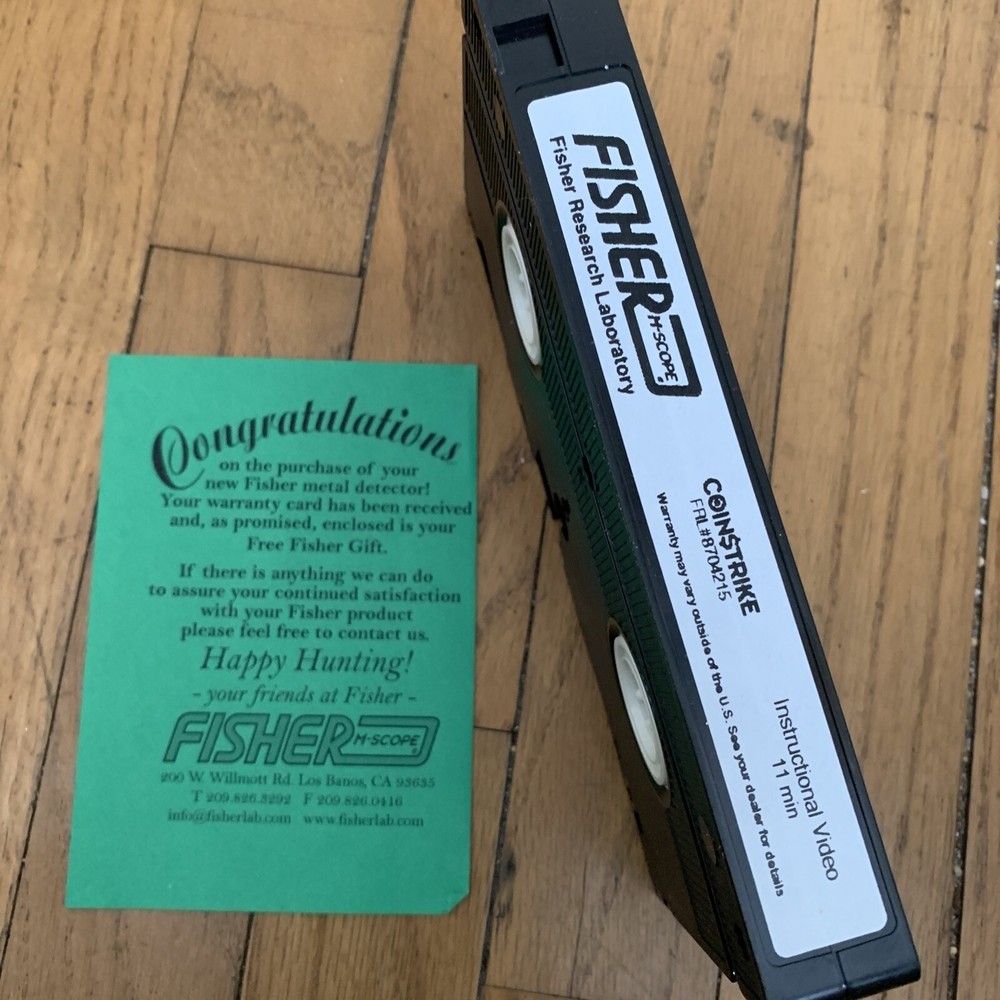 Congratulations
on the purchase of your
new Fisher metal detector!
Your warranty card has been received
and, as promised, enclosed is your
Free Fisher Gift.
If there is anything we can do
to assure your continued satisfaction
with your Fisher product
please feel free to contact us.
Happy Hunting!
- your friends at Fisher -
FISHER M-SCOPE ®
200 W. Willmott Rd. Los Banos, CA 93635
T 209.826.3292 F 209.826.0416
info@fisherlab.com www.fisherlab.com
FISHER M-SCOPE ®
Fisher Research Laboratory
COIN$TRIKE
FRL#8704215
Warranty may vary outside of the U.S. See your dealer for details
Instructional Video
11 min